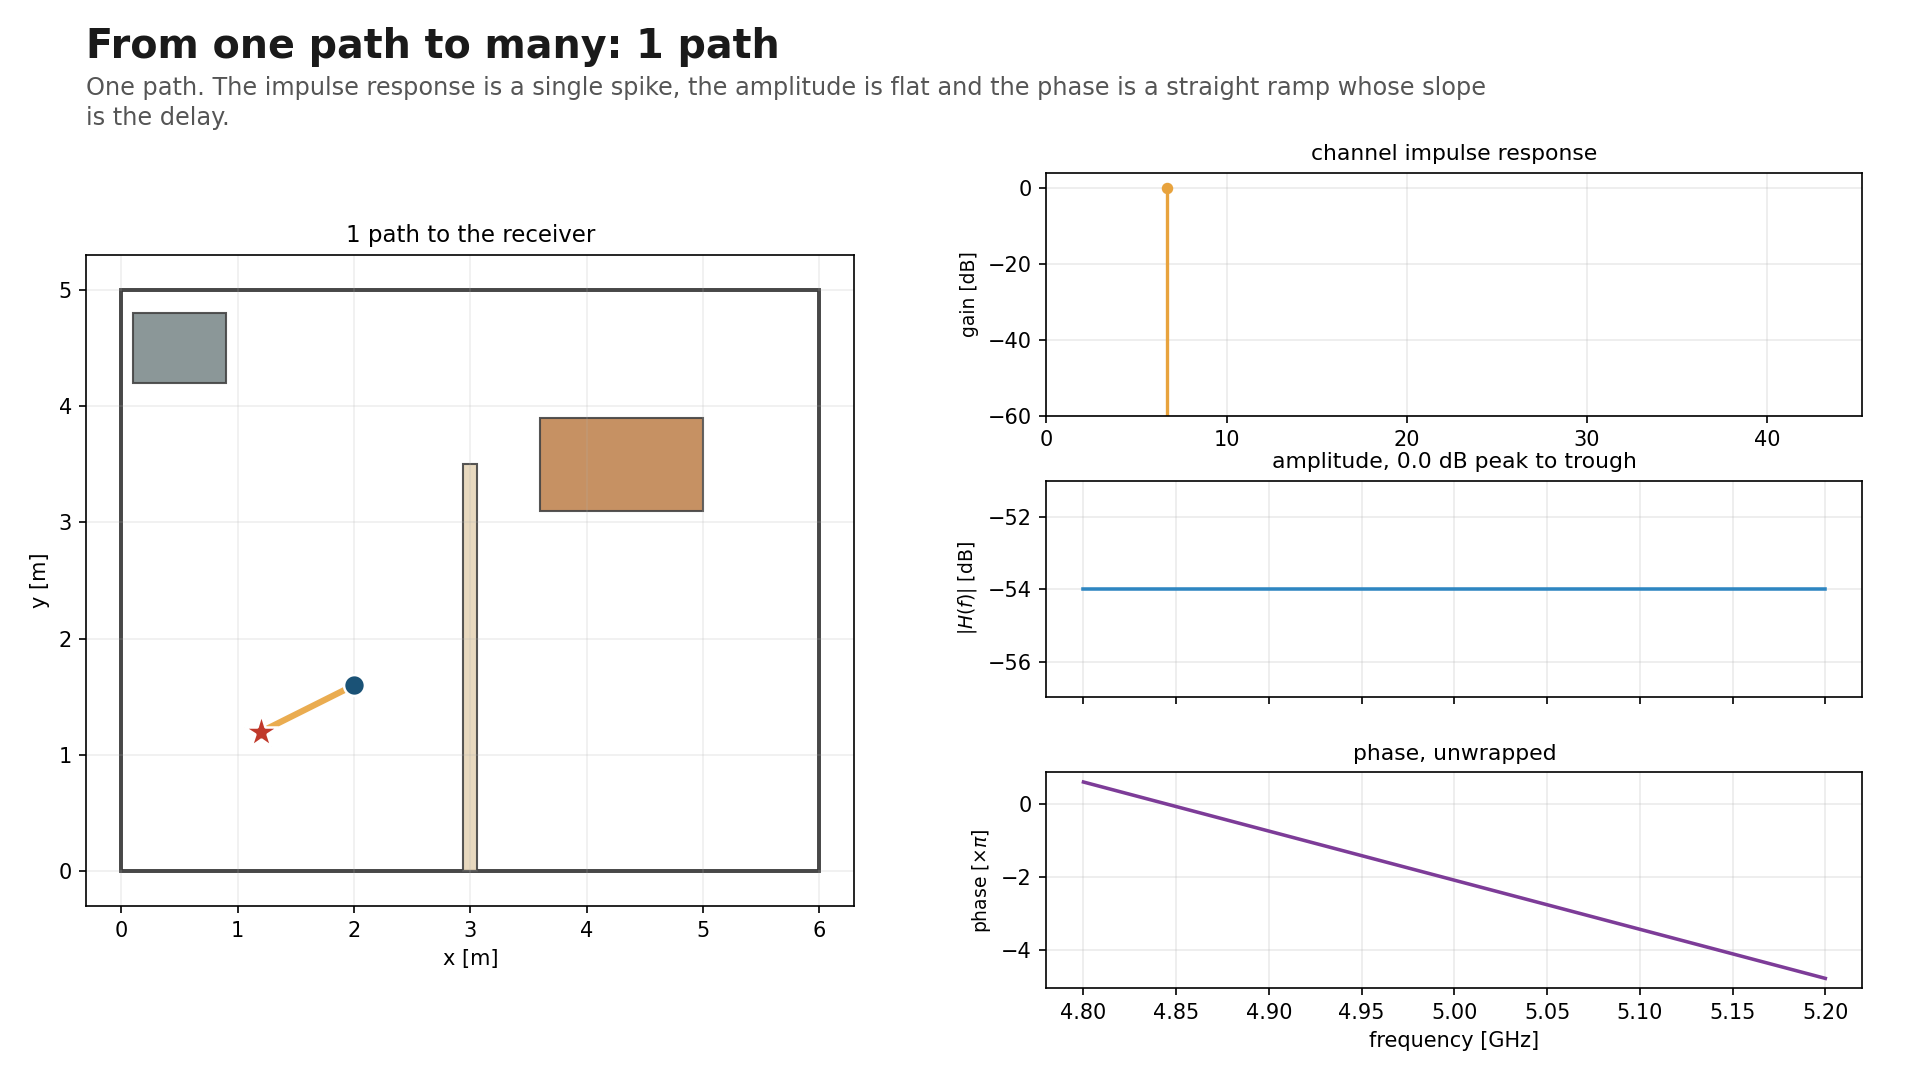 From one path to many: 1 path
One path. The impulse response is a single spike, the amplitude is flat and the phase is a straight ramp whose slope
is the delay.
1 path to the receiver
5
4
3
2
1
0
y [m]
0 1 2 3 4 5 6
x [m]
channel impulse response
0
−20
−40
−60
gain [dB]
0 10 20 30 40
amplitude, 0.0 dB peak to trough
−52
−54
−56
|H(f)| [dB]
phase, unwrapped
0
−2
−4
phase [×π]
4.80 4.85 4.90 4.95 5.00 5.05 5.10 5.15 5.20
frequency [GHz]